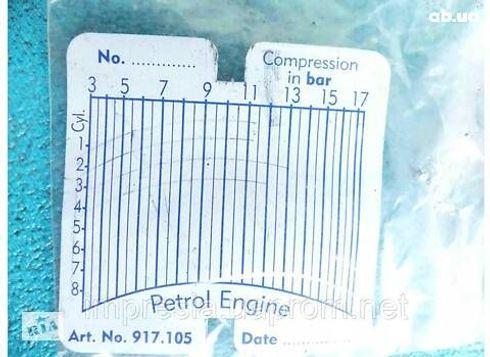 ab.ua
No. .............
Compression
in bar
3 5 7 9 11 13 15 17
Cyl.
1
2
3
4
5
6
7
8
Petrol Engine
Art. No. 917.105
Date ..............